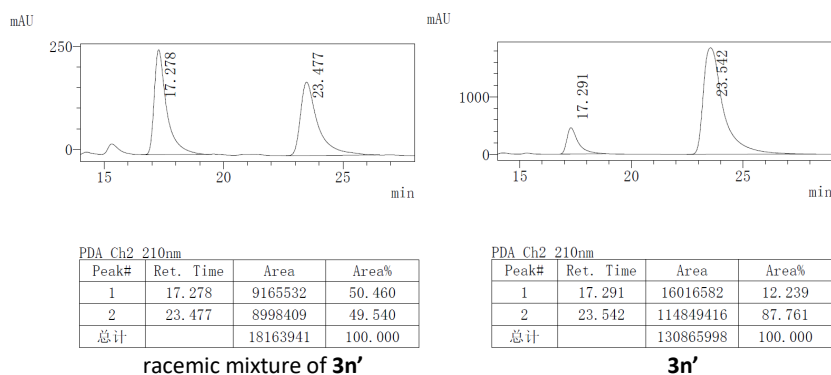 mAU
250
17.278
23.477
0
15
20
25
min
PDA Ch2 210nm
Peak# Ret. Time Area Area%
1 17.278 9165532 50.460
2 23.477 8998409 49.540
总计 18163941 100.000
racemic mixture of 3n’
mAU
1000
17.291
23.542
0
15
20
25
min
PDA Ch2 210nm
Peak# Ret. Time Area Area%
1 17.291 16016582 12.239
2 23.542 114849416 87.761
总计 130865998 100.000
3n’